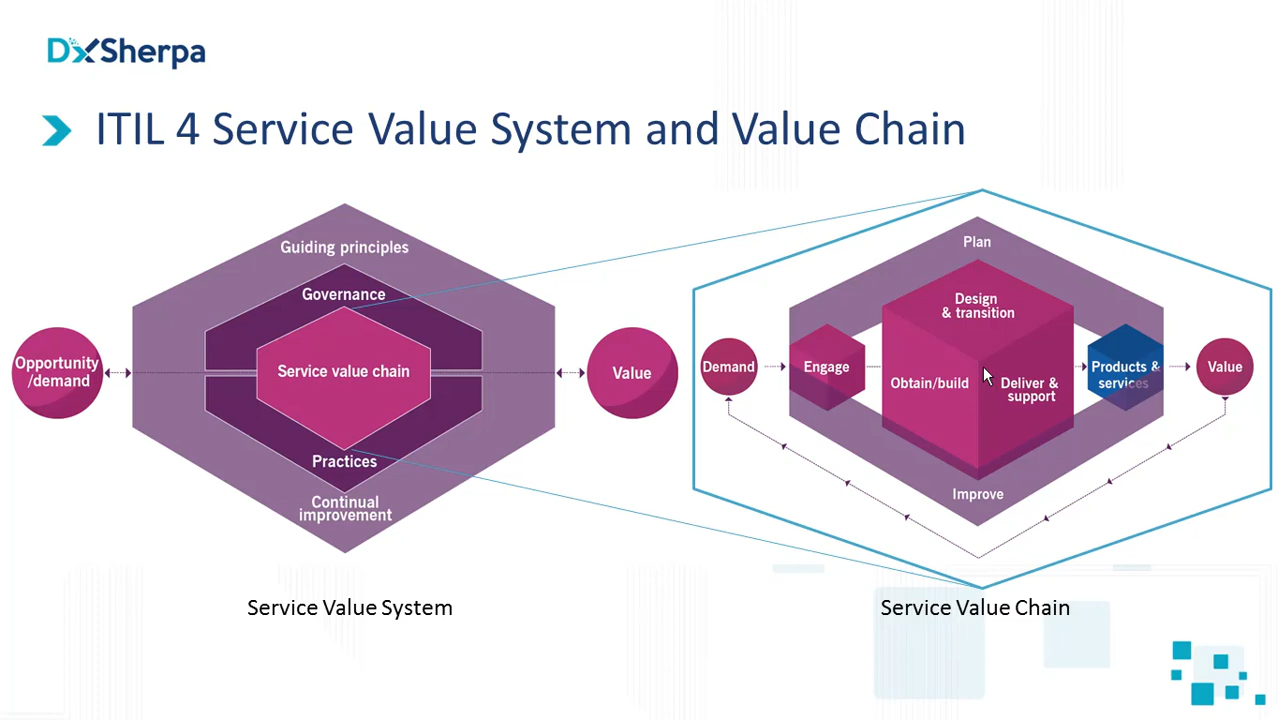 DxSherpa
ITIL 4 Service Value System and Value Chain
Guiding principles
Governance
Opportunity
/demand
Service value chain
Value
Practices
Continual
improvement
Service Value System
Plan
Design
& transition
Demand
Engage
Obtain/build
Deliver &
support
Products &
services
Value
Improve
Service Value Chain